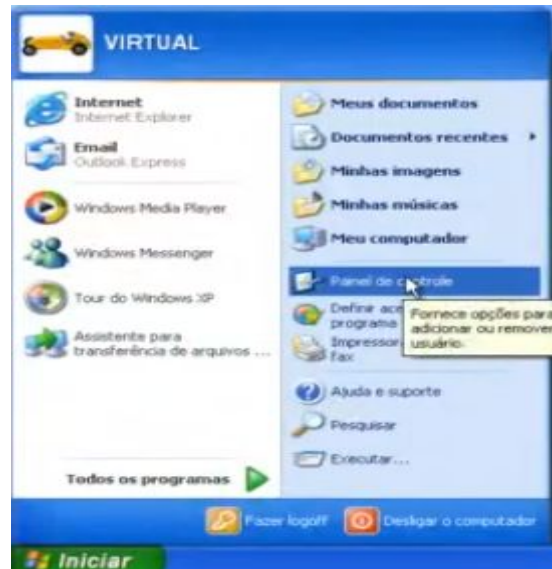 VIRTUAL
Internet
Internet Explorer
Email
Outlook Express
Windows Media Player
Windows Messenger
Tour do Windows XP
Assistente para
transferência de arquivos ...
Todos os programas
Meus documentos
Documentos recentes
Minhas imagens
Minhas músicas
Meu computador
Painel de controle
Definir ace
programa
Impressor
fax
Fornece opções para
adicionar ou remover
usuário.
Ajuda e suporte
Pesquisar
Executar...
Fazer logoff
Desligar o computador
Iniciar